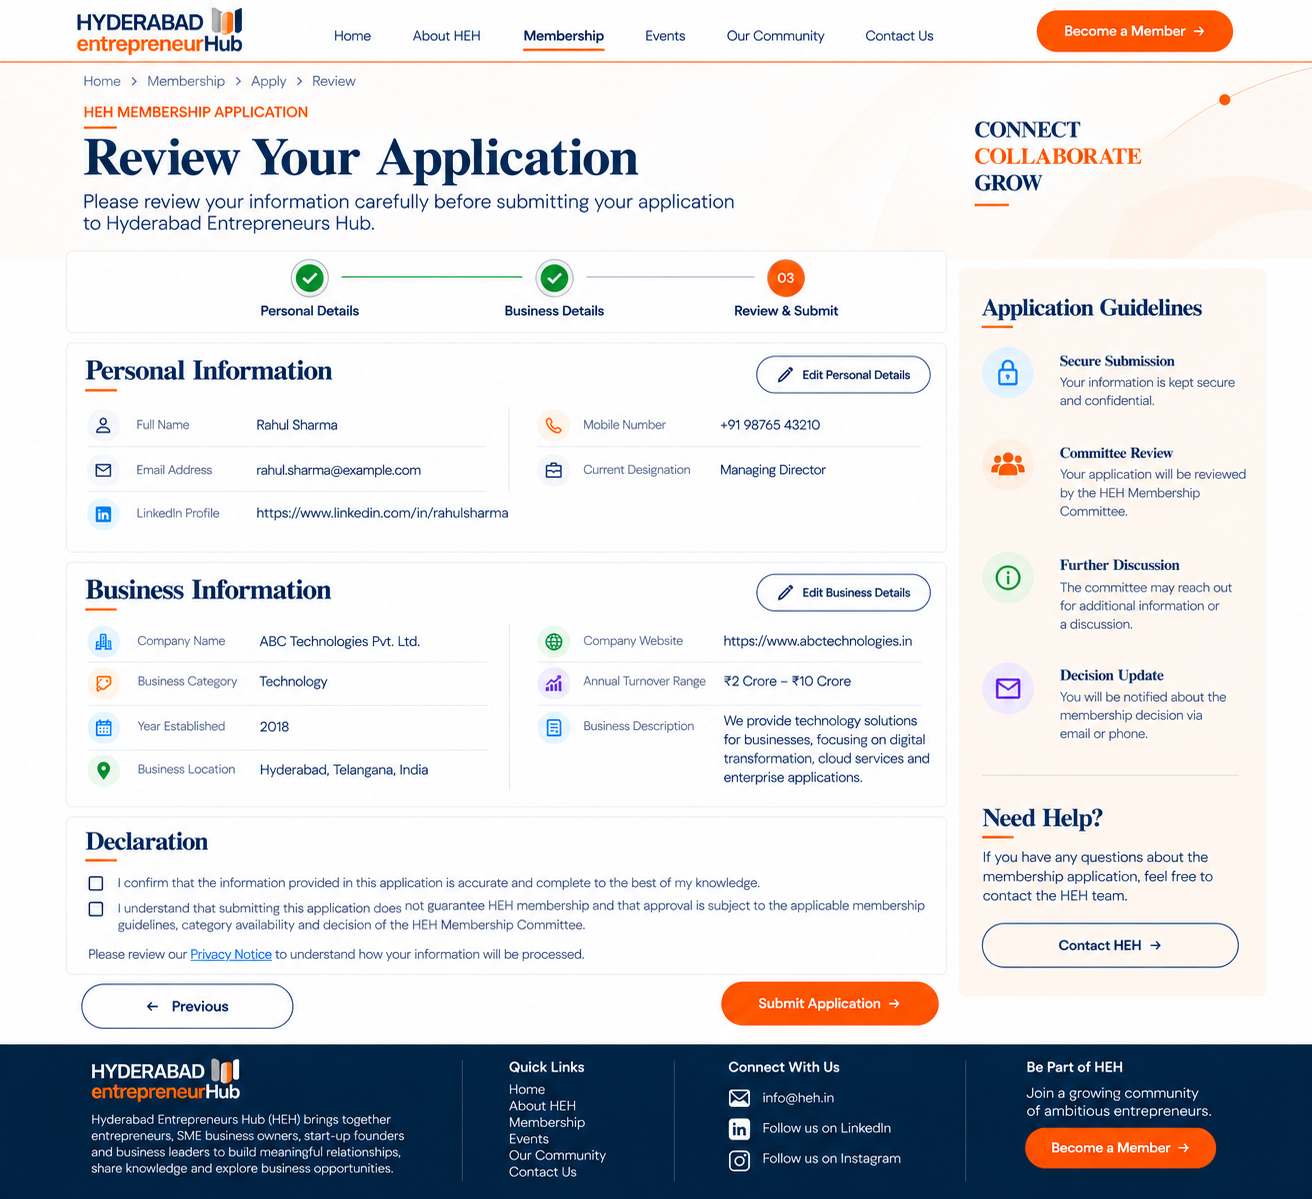 HYDERABAD
entrepreneurHub
Home
About HEH
Membership
Events
Our Community
Contact Us
Become a Member →
Home > Membership > Apply > Review
HEH MEMBERSHIP APPLICATION
Review Your Application
Please review your information carefully before submitting your application
to Hyderabad Entrepreneurs Hub.
CONNECT
COLLABORATE
GROW
03
Personal Details
Business Details
Review & Submit
Personal Information
Edit Personal Details
Full Name
Rahul Sharma
Mobile Number
+91 98765 43210
Email Address
rahul.sharma@example.com
Current Designation
Managing Director
LinkedIn Profile
https://www.linkedin.com/in/rahulsharma
Business Information
Edit Business Details
Company Name
ABC Technologies Pvt. Ltd.
Company Website
https://www.abctechnologies.in
Business Category
Technology
Annual Turnover Range
₹2 Crore – ₹10 Crore
Year Established
2018
Business Description
We provide technology solutions
for businesses, focusing on digital
transformation, cloud services and
enterprise applications.
Business Location
Hyderabad, Telangana, India
Declaration
I confirm that the information provided in this application is accurate and complete to the best of my knowledge.
I understand that submitting this application does not guarantee HEH membership and that approval is subject to the applicable membership
guidelines, category availability and decision of the HEH Membership Committee.
Please review our Privacy Notice to understand how your information will be processed.
← Previous
Submit Application →
Application Guidelines
Secure Submission
Your information is kept secure
and confidential.
Committee Review
Your application will be reviewed
by the HEH Membership
Committee.
Further Discussion
The committee may reach out
for additional information or
a discussion.
Decision Update
You will be notified about the
membership decision via
email or phone.
Need Help?
If you have any questions about the
membership application, feel free to
contact the HEH team.
Contact HEH →
HYDERABAD
entrepreneurHub
Hyderabad Entrepreneurs Hub (HEH) brings together
entrepreneurs, SME business owners, start-up founders
and business leaders to build meaningful relationships,
share knowledge and explore business opportunities.
Quick Links
Home
About HEH
Membership
Events
Our Community
Contact Us
Connect With Us
info@heh.in
Follow us on LinkedIn
Follow us on Instagram
Be Part of HEH
Join a growing community
of ambitious entrepreneurs.
Become a Member →